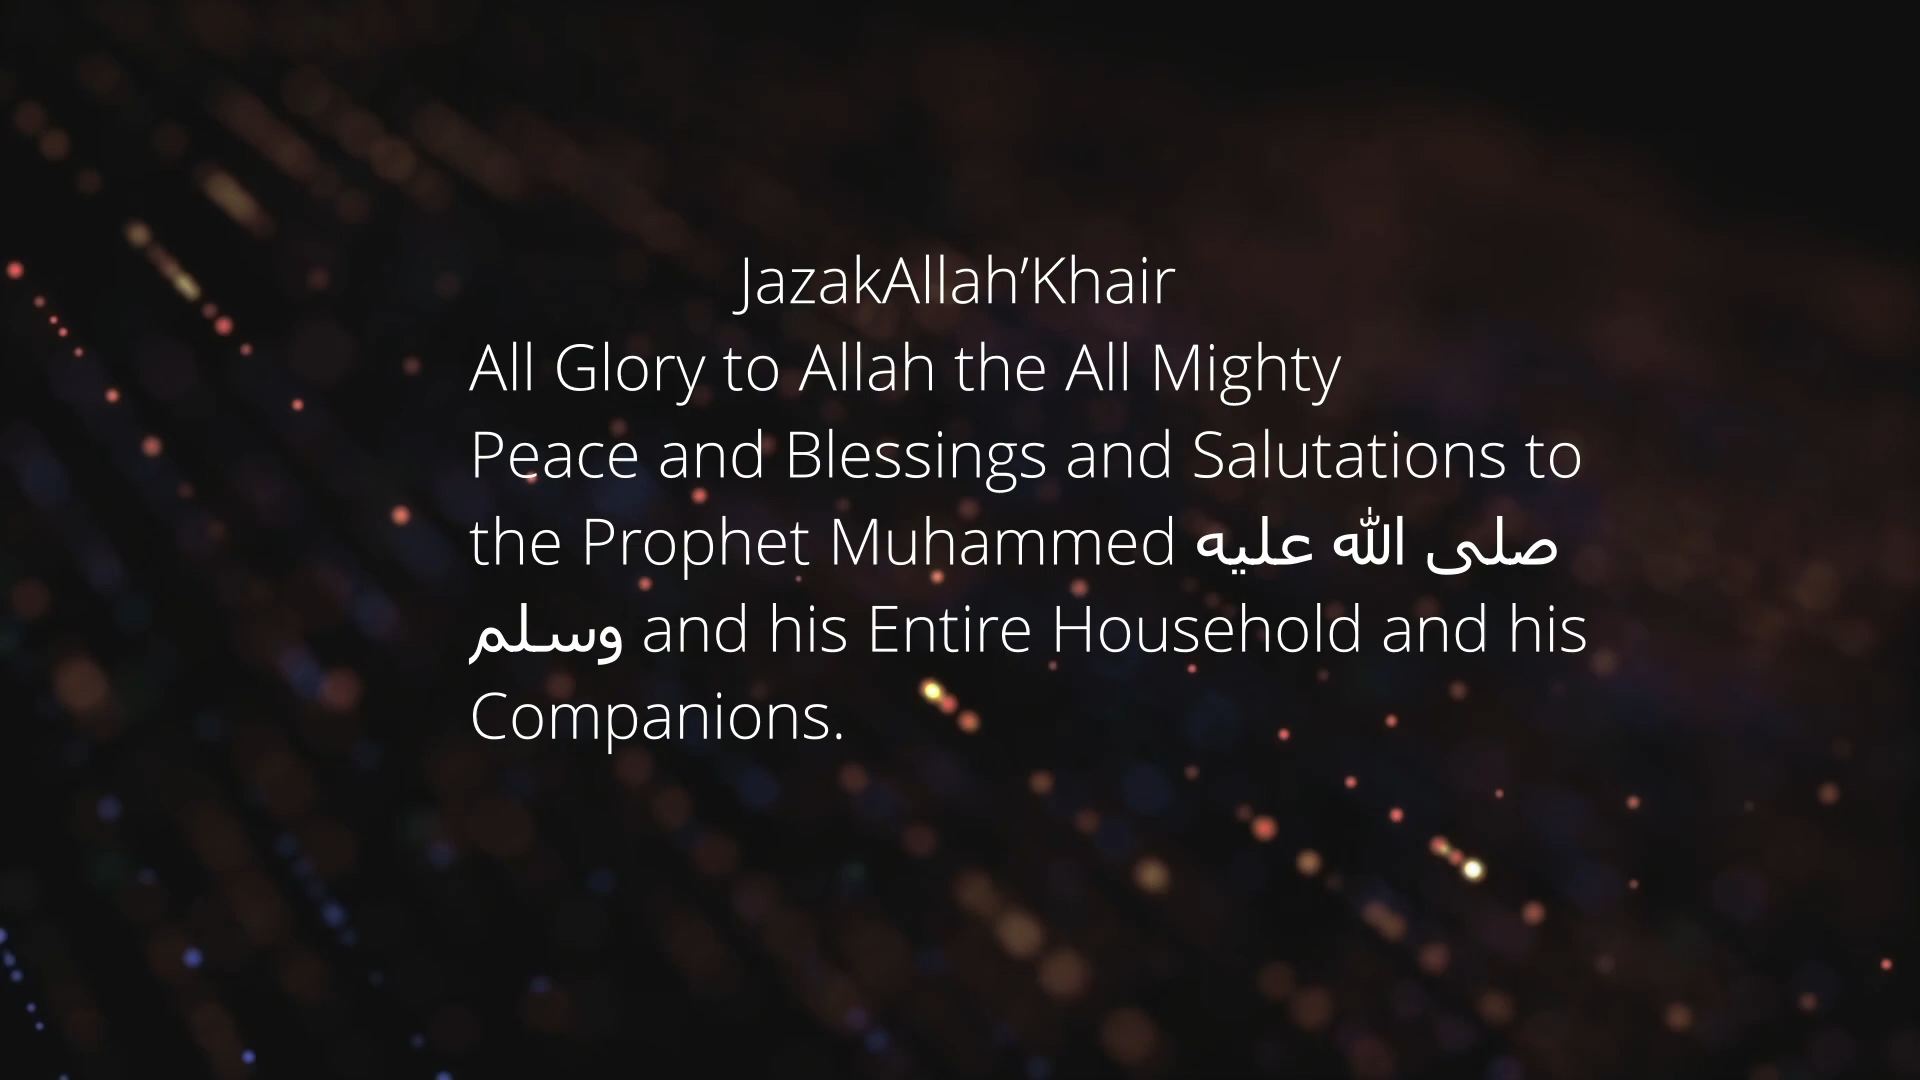 JazakAllah’Khair
All Glory to Allah the All Mighty
Peace and Blessings and Salutations to
the Prophet Muhammed صلى الله عليه
وسلم and his Entire Household and his
Companions.